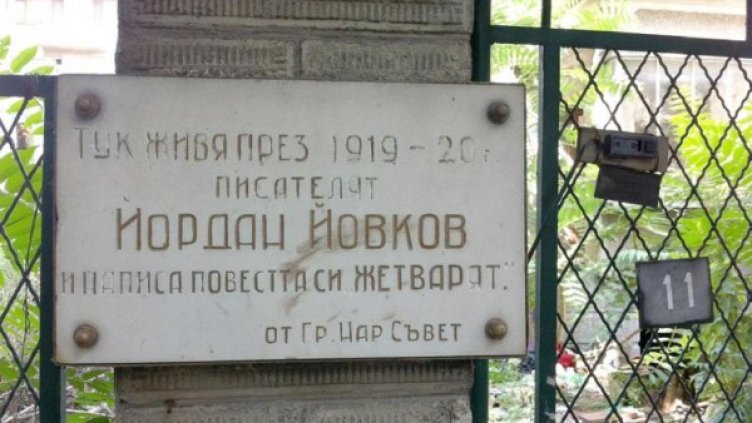 ТУК ЖИВЯ ПРЕЗ 1919 - 20 г.
ПИСАТЕЛЯТ
ЙОРДАН ЙОВКОВ
И НАПИСА ПОВЕСТТА СИ ЖЕТВАРЯТ."
ОТ ГР. НАР СЪВЕТ
11